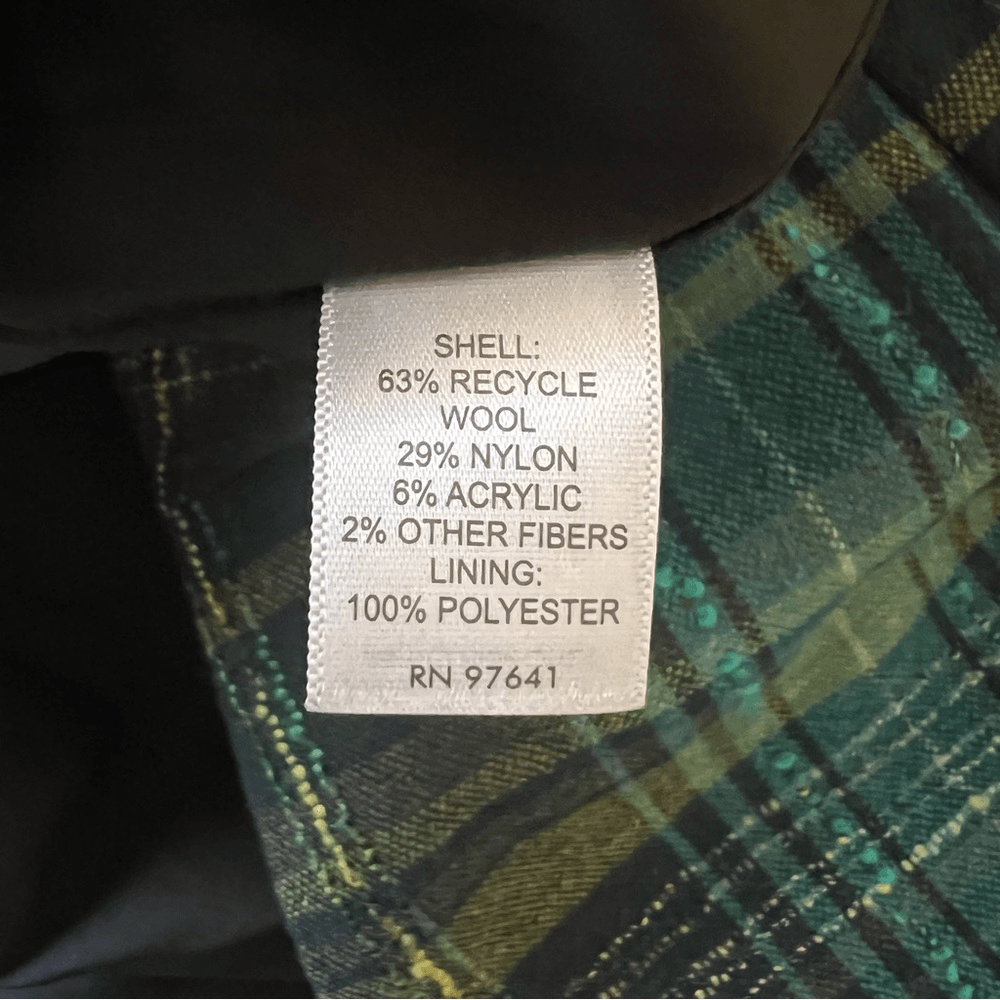 SHELL:
63% RECYCLE
WOOL
29% NYLON
6% ACRYLIC
2% OTHER FIBERS
LINING:
100% POLYESTER
RN 97641